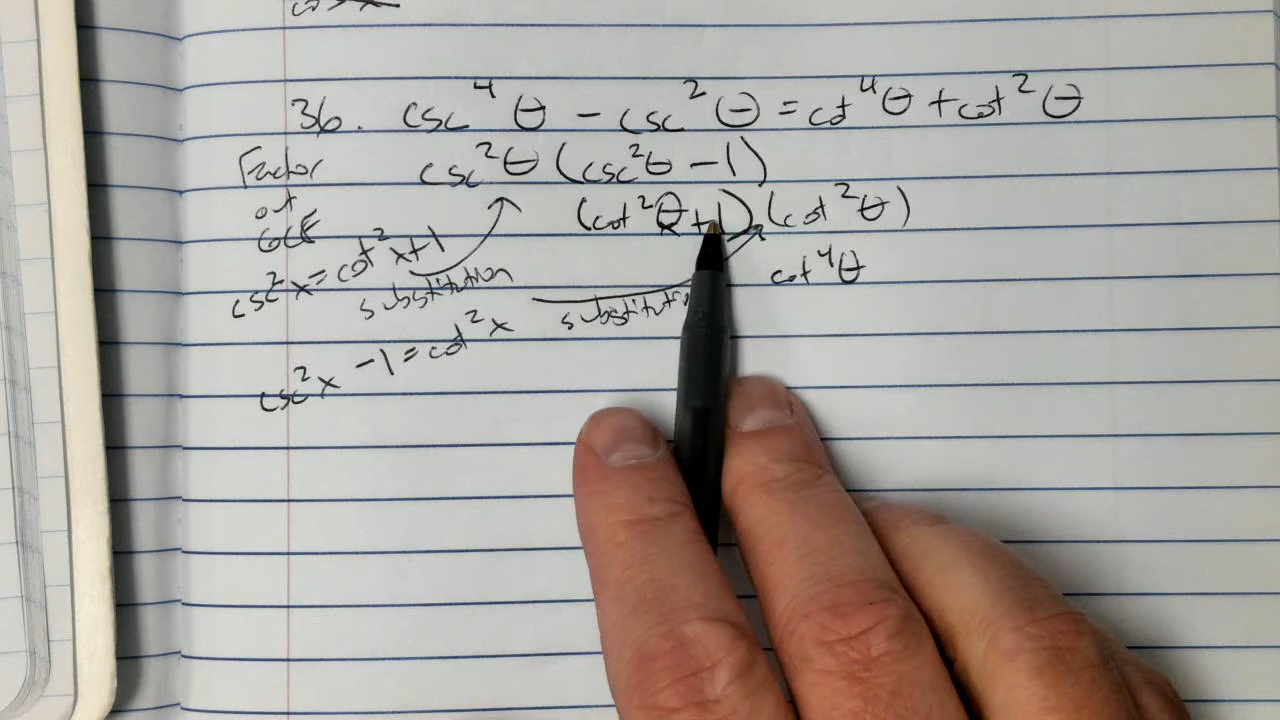 36. csc⁴θ - csc²θ = cot⁴θ + cot²θ
Factor csc²θ (csc²θ - 1)
out (cot²θ + 1) (cot²θ)
GCF
csc²x = cot²x + 1 cot⁴θ
substitution
substitution
csc²x - 1 = cot²x